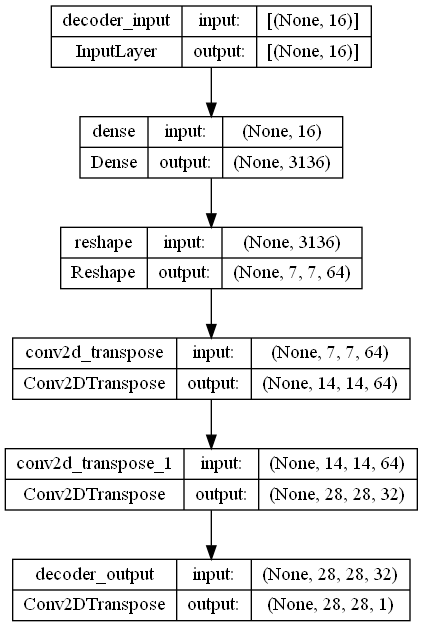 decoder_input input: [(None, 16)]
InputLayer output: [(None, 16)]
dense input: (None, 16)
Dense output: (None, 3136)
reshape input: (None, 3136)
Reshape output: (None, 7, 7, 64)
conv2d_transpose input: (None, 7, 7, 64)
Conv2DTranspose output: (None, 14, 14, 64)
conv2d_transpose_1 input: (None, 14, 14, 64)
Conv2DTranspose output: (None, 28, 28, 32)
decoder_output input: (None, 28, 28, 32)
Conv2DTranspose output: (None, 28, 28, 1)